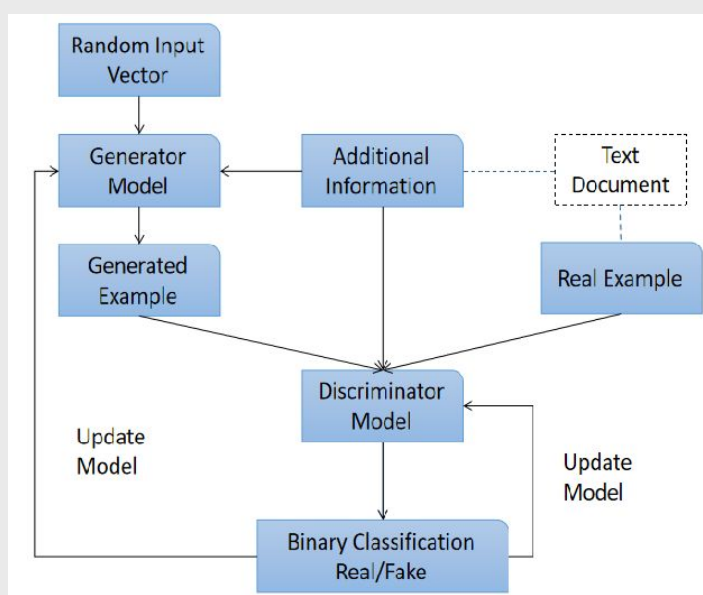 Random Input
Vector
Generator
Model
Additional
Information
Text
Document
Generated
Example
Real Example
Discriminator
Model
Update
Model
Update
Model
Binary Classification
Real/Fake